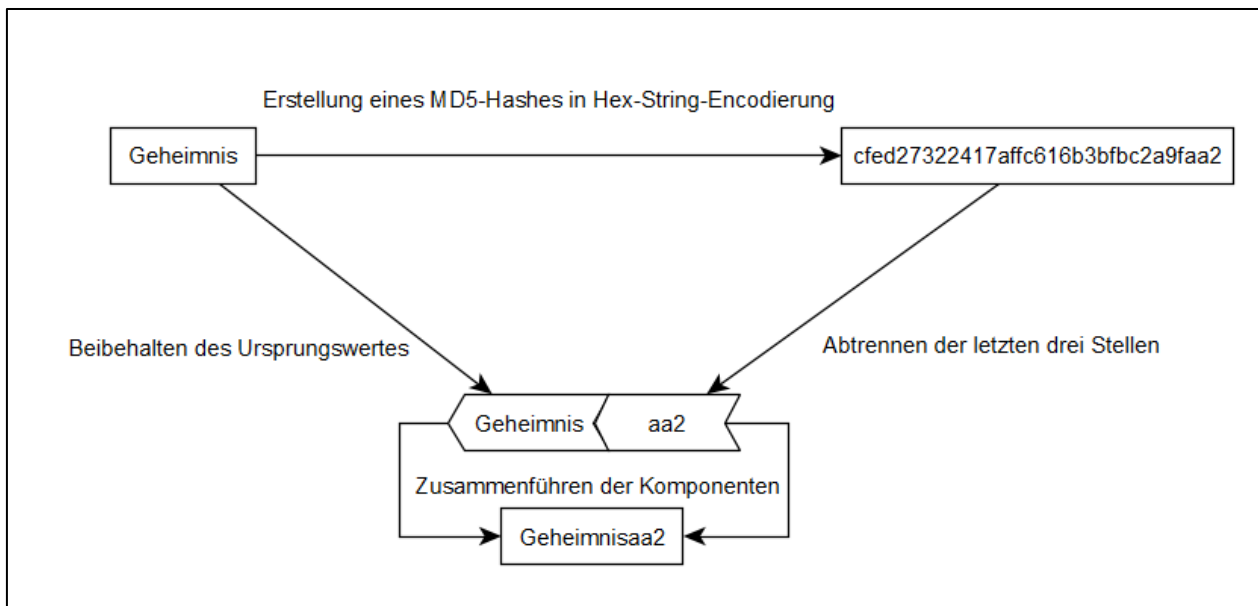 Erstellung eines MD5-Hashes in Hex-String-Encodierung
Geheimnis
cfed27322417affc616b3bfbc2a9faa2
Beibehalten des Ursprungswertes
Abtrennen der letzten drei Stellen
Geheimnis
aa2
Zusammenführen der Komponenten
Geheimnisaa2